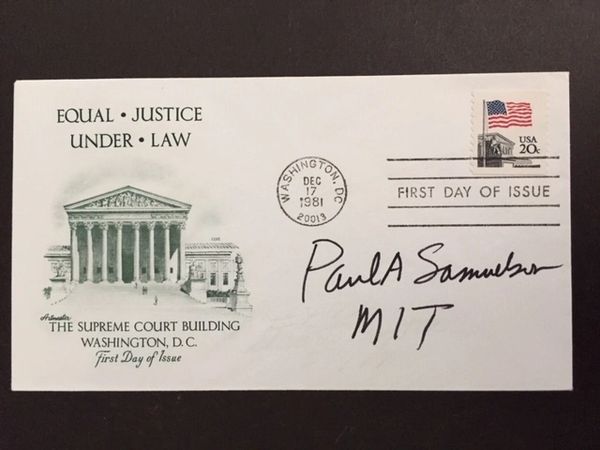 EQUAL • JUSTICE
UNDER • LAW
Artmaster
THE SUPREME COURT BUILDING
WASHINGTON, D.C.
First Day of Issue
WASHINGTON, DC
DEC
17
1981
20013
USA
20c
FIRST DAY OF ISSUE
Paul A Samuelson
MIT